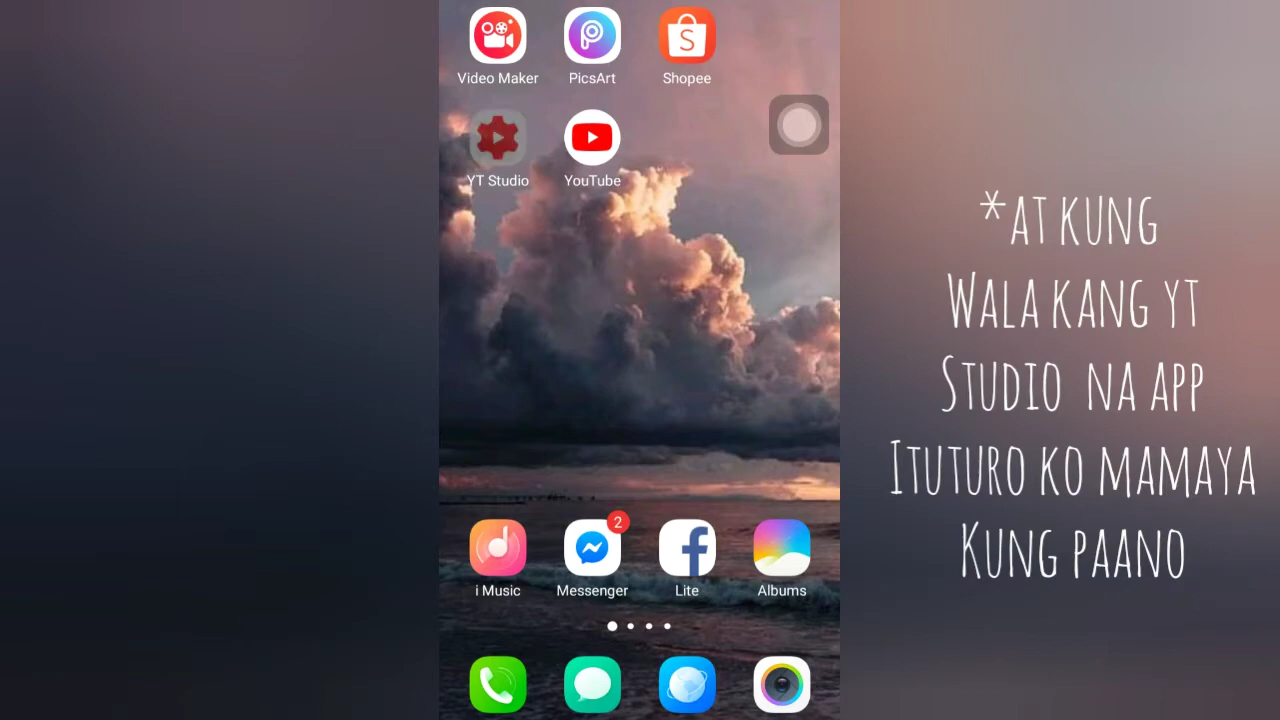 Video Maker
PicsArt
Shopee
YT Studio
YouTube
*AT KUNG
WALA KANG YT
STUDIO NA APP
ITUTURO KO MAMAYA
KUNG PAANO
2
i Music
Messenger
Lite
Albums